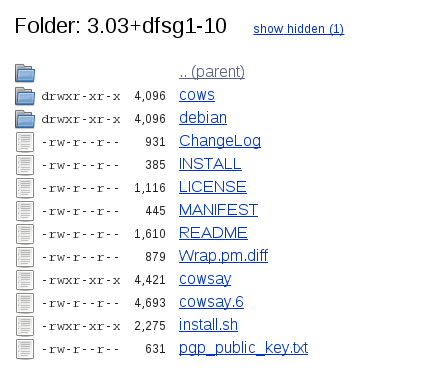 Folder: 3.03+dfsg1-10 show hidden (1)
.. (parent)
drwxr-xr-x 4,096 cows
drwxr-xr-x 4,096 debian
-rw-r--r-- 931 ChangeLog
-rw-r--r-- 385 INSTALL
-rw-r--r-- 1,116 LICENSE
-rw-r--r-- 445 MANIFEST
-rw-r--r-- 1,610 README
-rw-r--r-- 879 Wrap.pm.diff
-rwxr-xr-x 4,421 cowsay
-rw-r--r-- 4,693 cowsay.6
-rwxr-xr-x 2,275 install.sh
-rw-r--r-- 631 pgp_public_key.txt